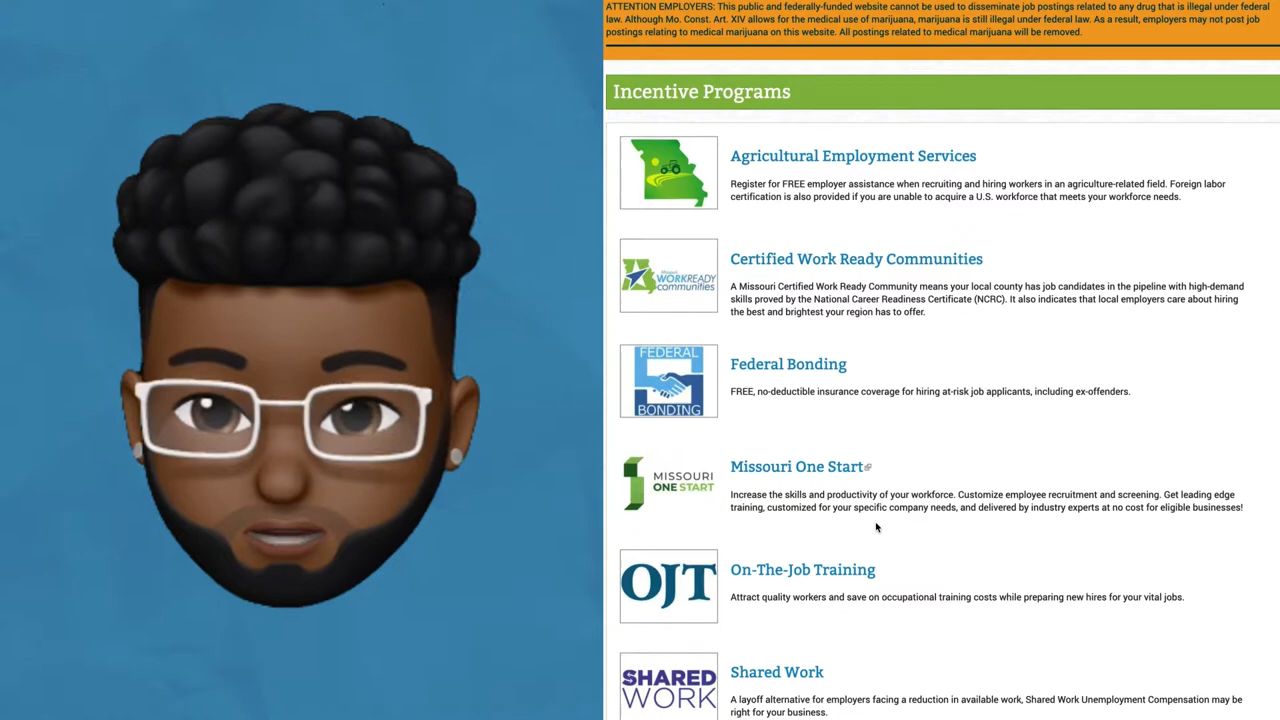 ATTENTION EMPLOYERS: This public and federally-funded website cannot be used to disseminate job postings related to any drug that is illegal under federal
law. Although Mo. Const. Art. XIV allows for the medical use of marijuana, marijuana is still illegal under federal law. As a result, employers may not post job
postings relating to medical marijuana on this website. All postings related to medical marijuana will be removed.
Incentive Programs
Agricultural Employment Services
Register for FREE employer assistance when recruiting and hiring workers in an agriculture-related field. Foreign labor
certification is also provided if you are unable to acquire a U.S. workforce that meets your workforce needs.
Missouri
WORKREADY
communities
Certified Work Ready Communities
A Missouri Certified Work Ready Community means your local county has job candidates in the pipeline with high-demand
skills proved by the National Career Readiness Certificate (NCRC). It also indicates that local employers care about hiring
the best and brightest your region has to offer.
FEDERAL
BONDING
Federal Bonding
FREE, no-deductible insurance coverage for hiring at-risk job applicants, including ex-offenders.
MISSOURI
ONE START
Missouri One Start
Increase the skills and productivity of your workforce. Customize employee recruitment and screening. Get leading edge
training, customized for your specific company needs, and delivered by industry experts at no cost for eligible businesses!
OJT
On-The-Job Training
Attract quality workers and save on occupational training costs while preparing new hires for your vital jobs.
SHARED
WORK
Shared Work
A layoff alternative for employers facing a reduction in available work, Shared Work Unemployment Compensation may be
right for your business.